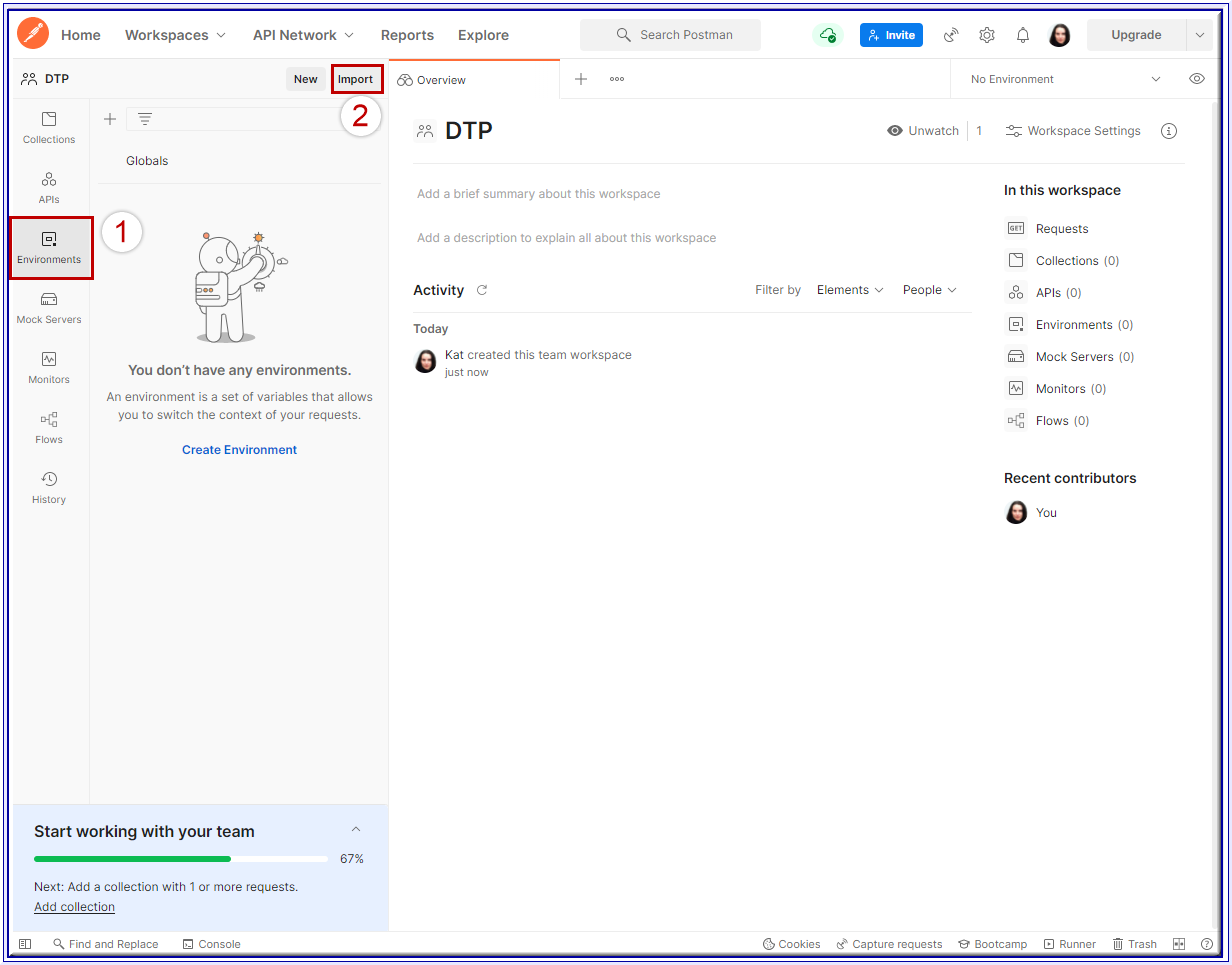 Home Workspaces API Network Reports Explore Search Postman Invite Upgrade
DTP New Import Overview No Environment
2
Collections
APIs
Environments
Mock Servers
Monitors
Flows
History
1
Globals
You don't have any environments.
An environment is a set of variables that allows
you to switch the context of your requests.
Create Environment
DTP Unwatch 1 Workspace Settings
Add a brief summary about this workspace
Add a description to explain all about this workspace
Activity Filter by Elements People
Today
Kat created this team workspace
just now
In this workspace
GET Requests
Collections (0)
APIs (0)
Environments (0)
Mock Servers (0)
Monitors (0)
Flows (0)
Recent contributors
You
Start working with your team
67%
Next: Add a collection with 1 or more requests.
Add collection
Find and Replace Console Cookies Capture requests Bootcamp Runner Trash